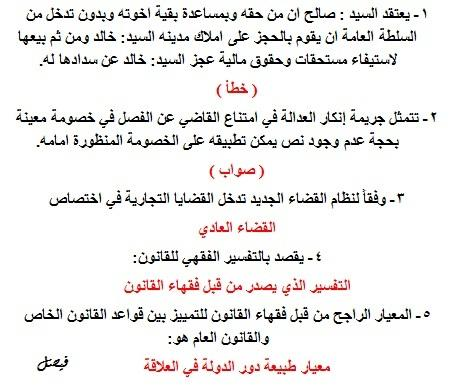 ١- يعتقد السيد : صالح ان من حقه وبمساعدة بقية اخوته وبدون تدخل من
السلطة العامة ان يقوم بالحجز على املاك مدينه السيد: خالد ومن ثم بيعها
لاستيفاء مستحقات وحقوق مالية عجز السيد: خالد عن سدادها له.
( خطأ )
٢- تتمثل جريمة إنكار العدالة في امتناع القاضي عن الفصل في خصومة معينة
بحجة عدم وجود نص يمكن تطبيقه على الخصومة المنظورة امامه.
( صواب )
٣- وفقاً لنظام القضاء الجديد تدخل القضايا التجارية في اختصاص
القضاء العادي
٤- يقصد بالتفسير الفقهي للقانون:
التفسير الذي يصدر من قبل فقهاء القانون
٥- المعيار الراجح من قبل فقهاء القانون للتمييز بين قواعد القانون الخاص
والقانون العام هو:
معيار طبيعة دور الدولة في العلاقة
فيصل